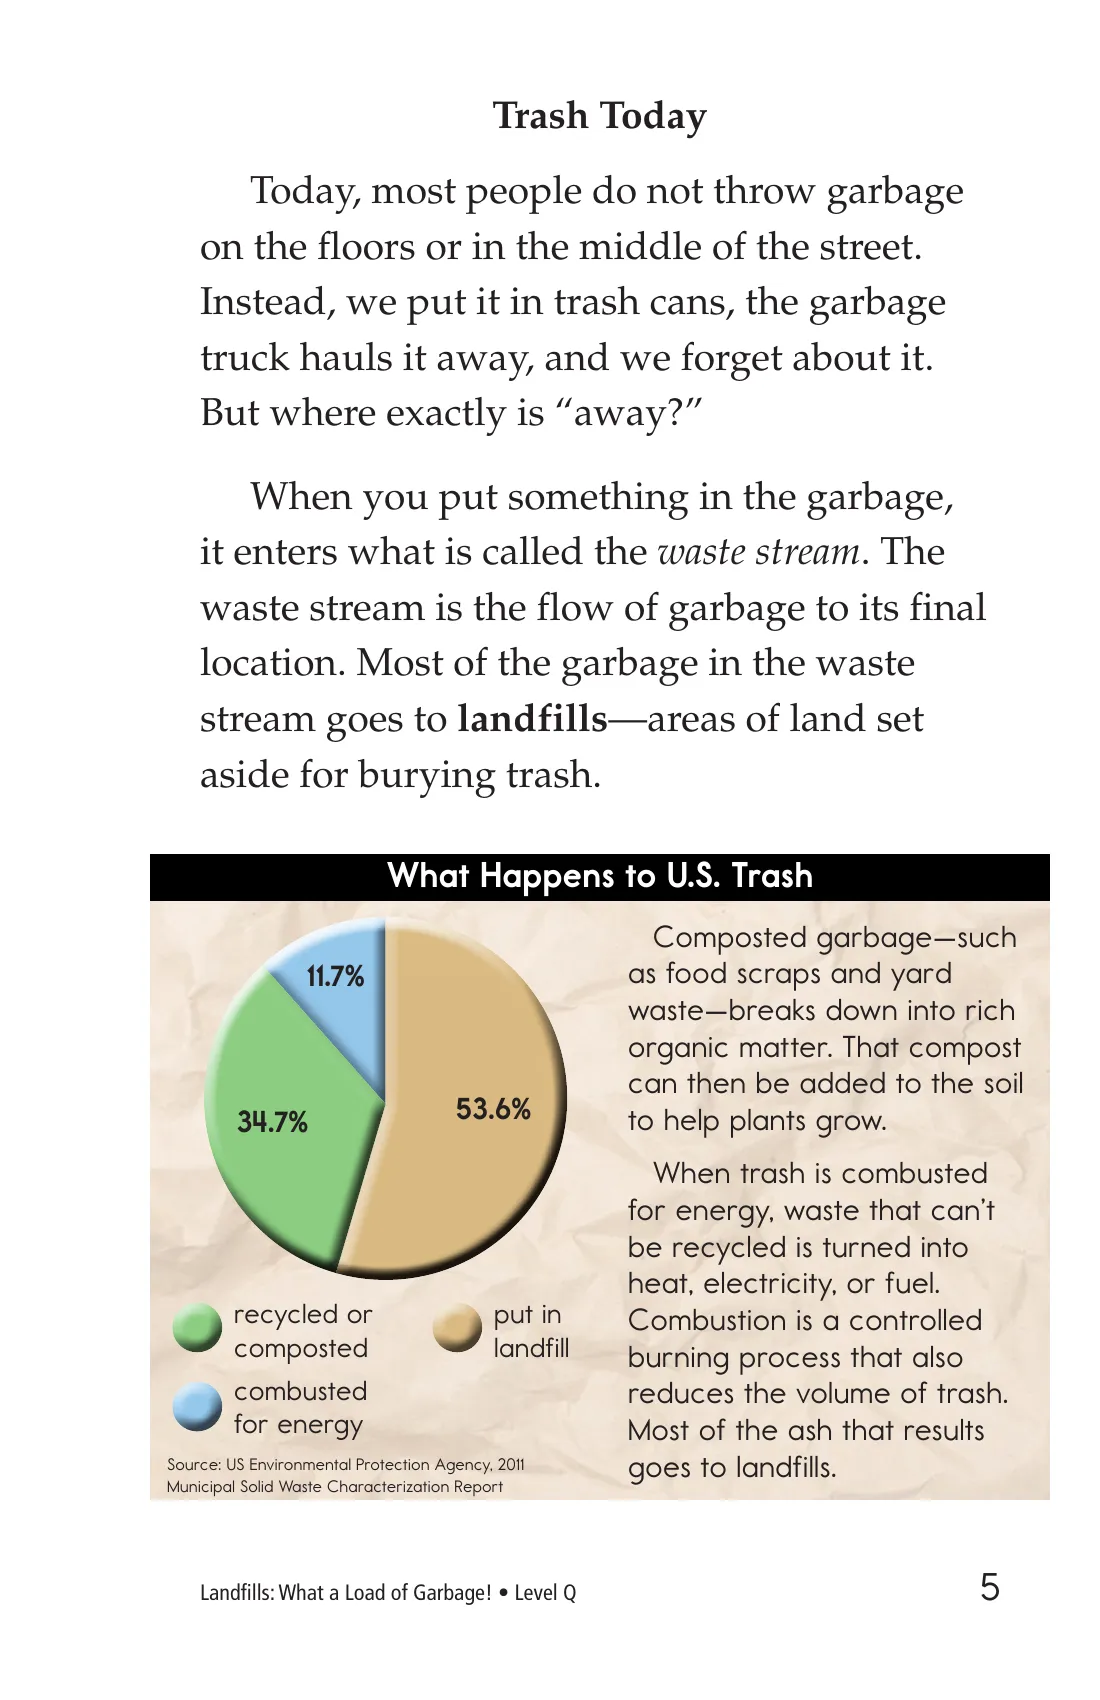 Trash Today
Today, most people do not throw garbage
on the floors or in the middle of the street.
Instead, we put it in trash cans, the garbage
truck hauls it away, and we forget about it.
But where exactly is “away?”
When you put something in the garbage,
it enters what is called the waste stream. The
waste stream is the flow of garbage to its final
location. Most of the garbage in the waste
stream goes to landfills—areas of land set
aside for burying trash.
What Happens to U.S. Trash
11.7%
34.7%
53.6%
recycled or
composted
put in
landfill
combusted
for energy
Source: US Environmental Protection Agency, 2011
Municipal Solid Waste Characterization Report
Composted garbage—such
as food scraps and yard
waste—breaks down into rich
organic matter. That compost
can then be added to the soil
to help plants grow.
When trash is combusted
for energy, waste that can’t
be recycled is turned into
heat, electricity, or fuel.
Combustion is a controlled
burning process that also
reduces the volume of trash.
Most of the ash that results
goes to landfills.
Landfills: What a Load of Garbage! • Level Q
5